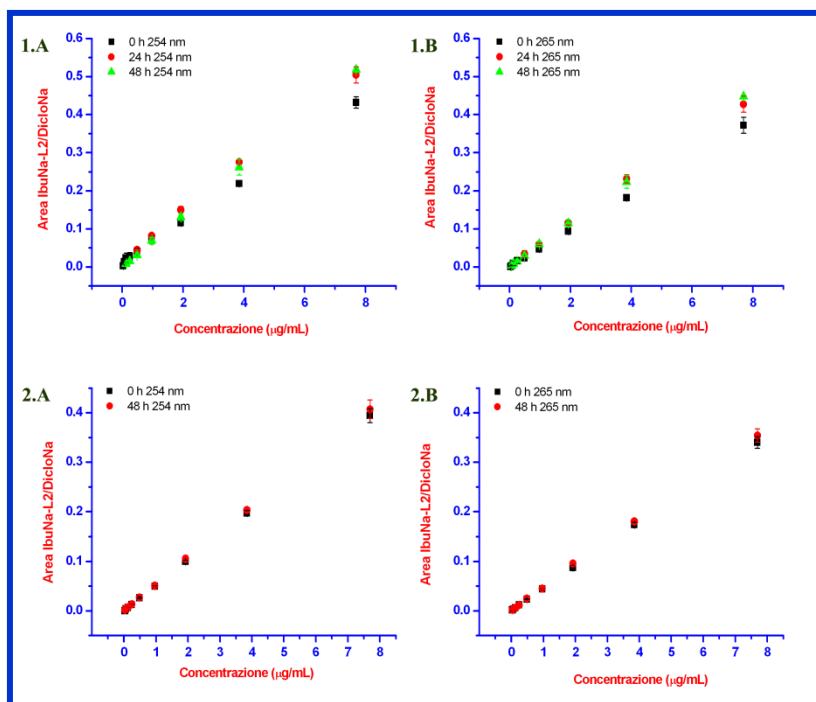 1.A
0 h 254 nm
24 h 254 nm
48 h 254 nm
0.6
0.5
0.4
0.3
0.2
0.1
0.0
Area IbuNa-L2/DicloNa
0 2 4 6 8
Concentrazione (µg/mL)
1.B
0 h 265 nm
24 h 265 nm
48 h 265 nm
0.6
0.5
0.4
0.3
0.2
0.1
0.0
Area IbuNa-L2/DicloNa
0 2 4 6 8
Concentrazione (µg/mL)
2.A
0 h 254 nm
48 h 254 nm
0.4
0.3
0.2
0.1
0.0
Area IbuNa-L2/DicloNa
0 1 2 3 4 5 6 7 8
Concentrazione (µg/mL)
2.B
0 h 265 nm
48 h 265 nm
0.4
0.3
0.2
0.1
0.0
Area IbuNa-L2/DicloNa
0 1 2 3 4 5 6 7 8
Concentrazione (µg/mL)